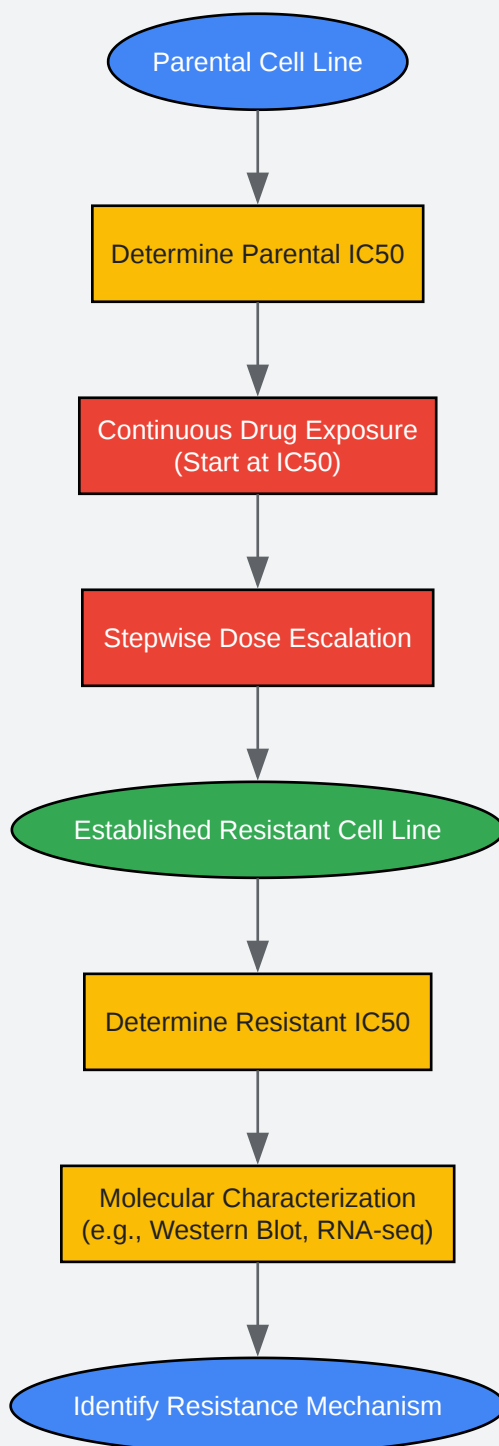 Parental Cell Line
Determine Parental IC50
Continuous Drug Exposure
(Start at IC50)
Stepwise Dose Escalation
Established Resistant Cell Line
Determine Resistant IC50
Molecular Characterization
(e.g., Western Blot, RNA-seq)
Identify Resistance Mechanism